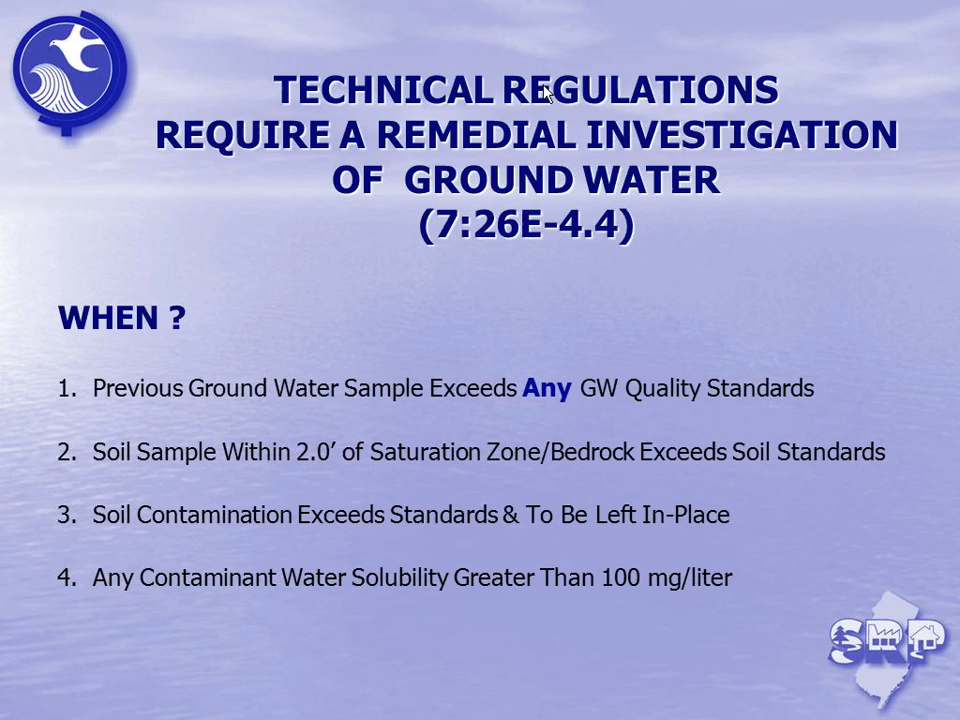 TECHNICAL REGULATIONS
REQUIRE A REMEDIAL INVESTIGATION
OF GROUND WATER
(7:26E-4.4)
WHEN ?
1. Previous Ground Water Sample Exceeds Any GW Quality Standards
2. Soil Sample Within 2.0’ of Saturation Zone/Bedrock Exceeds Soil Standards
3. Soil Contamination Exceeds Standards & To Be Left In-Place
4. Any Contaminant Water Solubility Greater Than 100 mg/liter
SRP